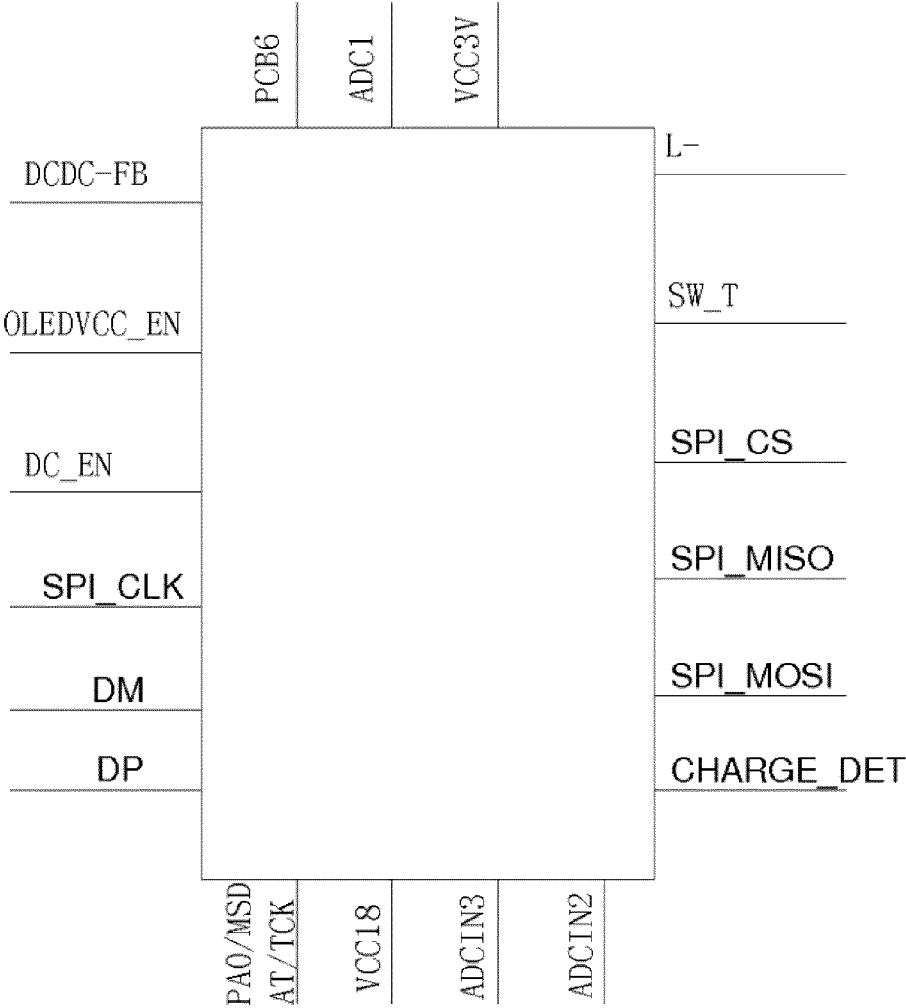 PCB6
ADC1
VCC3V
DCDC-FB
OLEDVCC_EN
DC_EN
SPI_CLK
DM
DP
L-
SW_T
SPI_CS
SPI_MISO
SPI_MOSI
CHARGE_DET
PA0/MSD
AT/TCK
VCC18
ADCIN3
ADCIN2